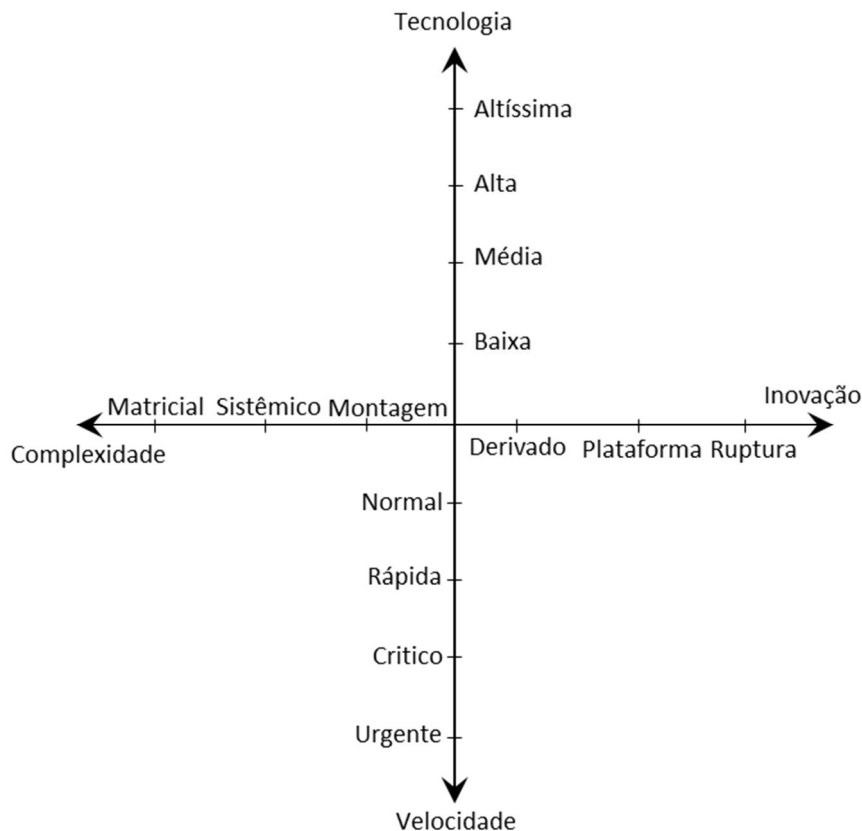 Tecnologia
Altíssima
Alta
Média
Baixa
Inovação
Matricial Sistêmico Montagem
Complexidade
Derivado Plataforma Ruptura
Normal
Rápida
Critico
Urgente
Velocidade